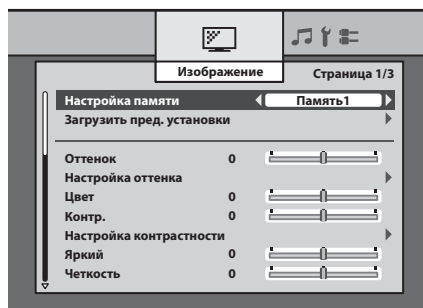 Изображение
Страница 1/3
Настройка памяти Память1
Загрузить пред. установки
Оттенок 0
Настройка оттенка
Цвет 0
Контр. 0
Настройка контрастности
Яркий 0
Четкость 0